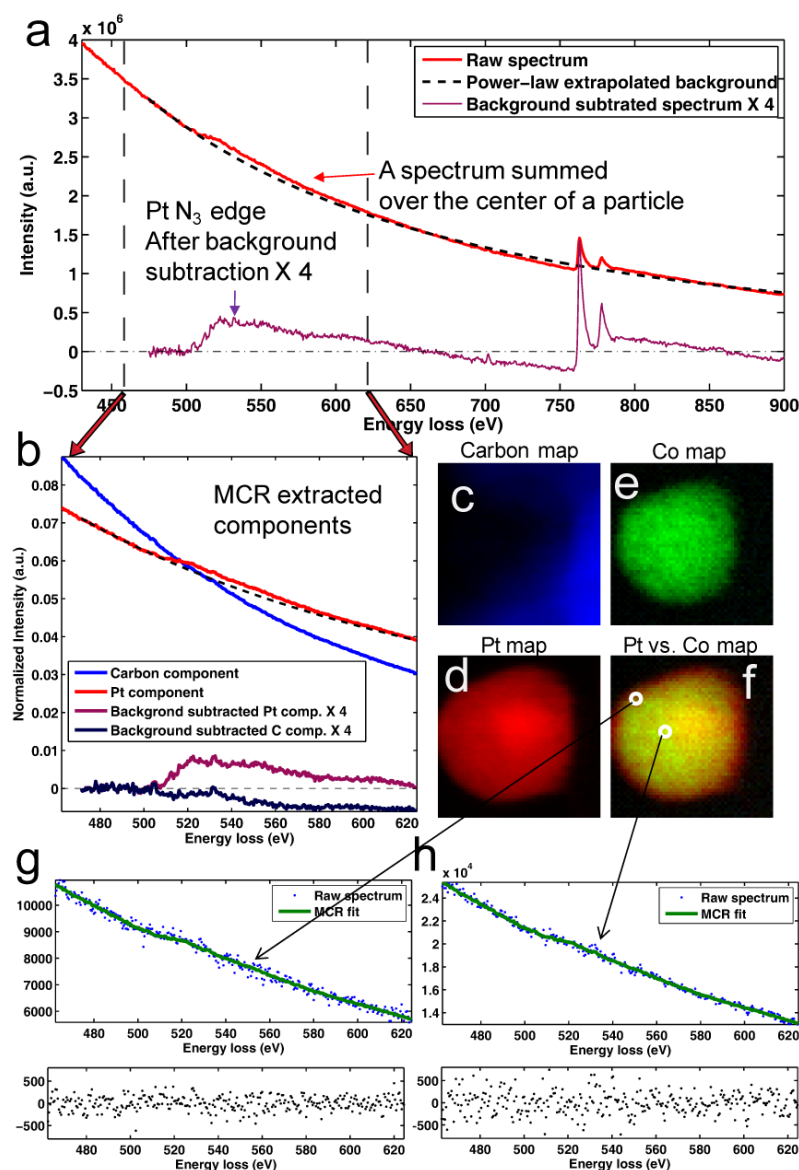 a
x 10⁶
4
3.5
3
2.5
2
1.5
1
0.5
0
−0.5
Intensity (a.u.)
Raw spectrum
Power−law extrapolated background
Background subtrated spectrum X 4
A spectrum summed
over the center of a particle
Pt N₃ edge
After background
subtraction X 4
450 500 550 600 650 700 750 800 850 900
Energy loss (eV)
b
MCR extracted
components
0.08
0.07
0.06
0.05
0.04
0.03
0.02
0.01
0
Normalized Intensity (a.u.)
Carbon component
Pt component
Backgrond subtracted Pt comp. X 4
Background subtracted C comp. X 4
480 500 520 540 560 580 600 620
Energy loss (eV)
Carbon map
c
Co map
e
Pt map
d
Pt vs. Co map
f
g
10000
9000
8000
7000
6000
Raw spectrum
MCR fit
480 500 520 540 560 580 600 620
Energy loss (eV)
500
0
−500
480 500 520 540 560 580 600 620
Energy loss (eV)
h
x 10⁴
2.4
2.2
2
1.8
1.6
1.4
Raw spectrum
MCR fit
480 500 520 540 560 580 600 620
Energy loss (eV)
500
0
−500
480 500 520 540 560 580 600 620
Energy loss (eV)